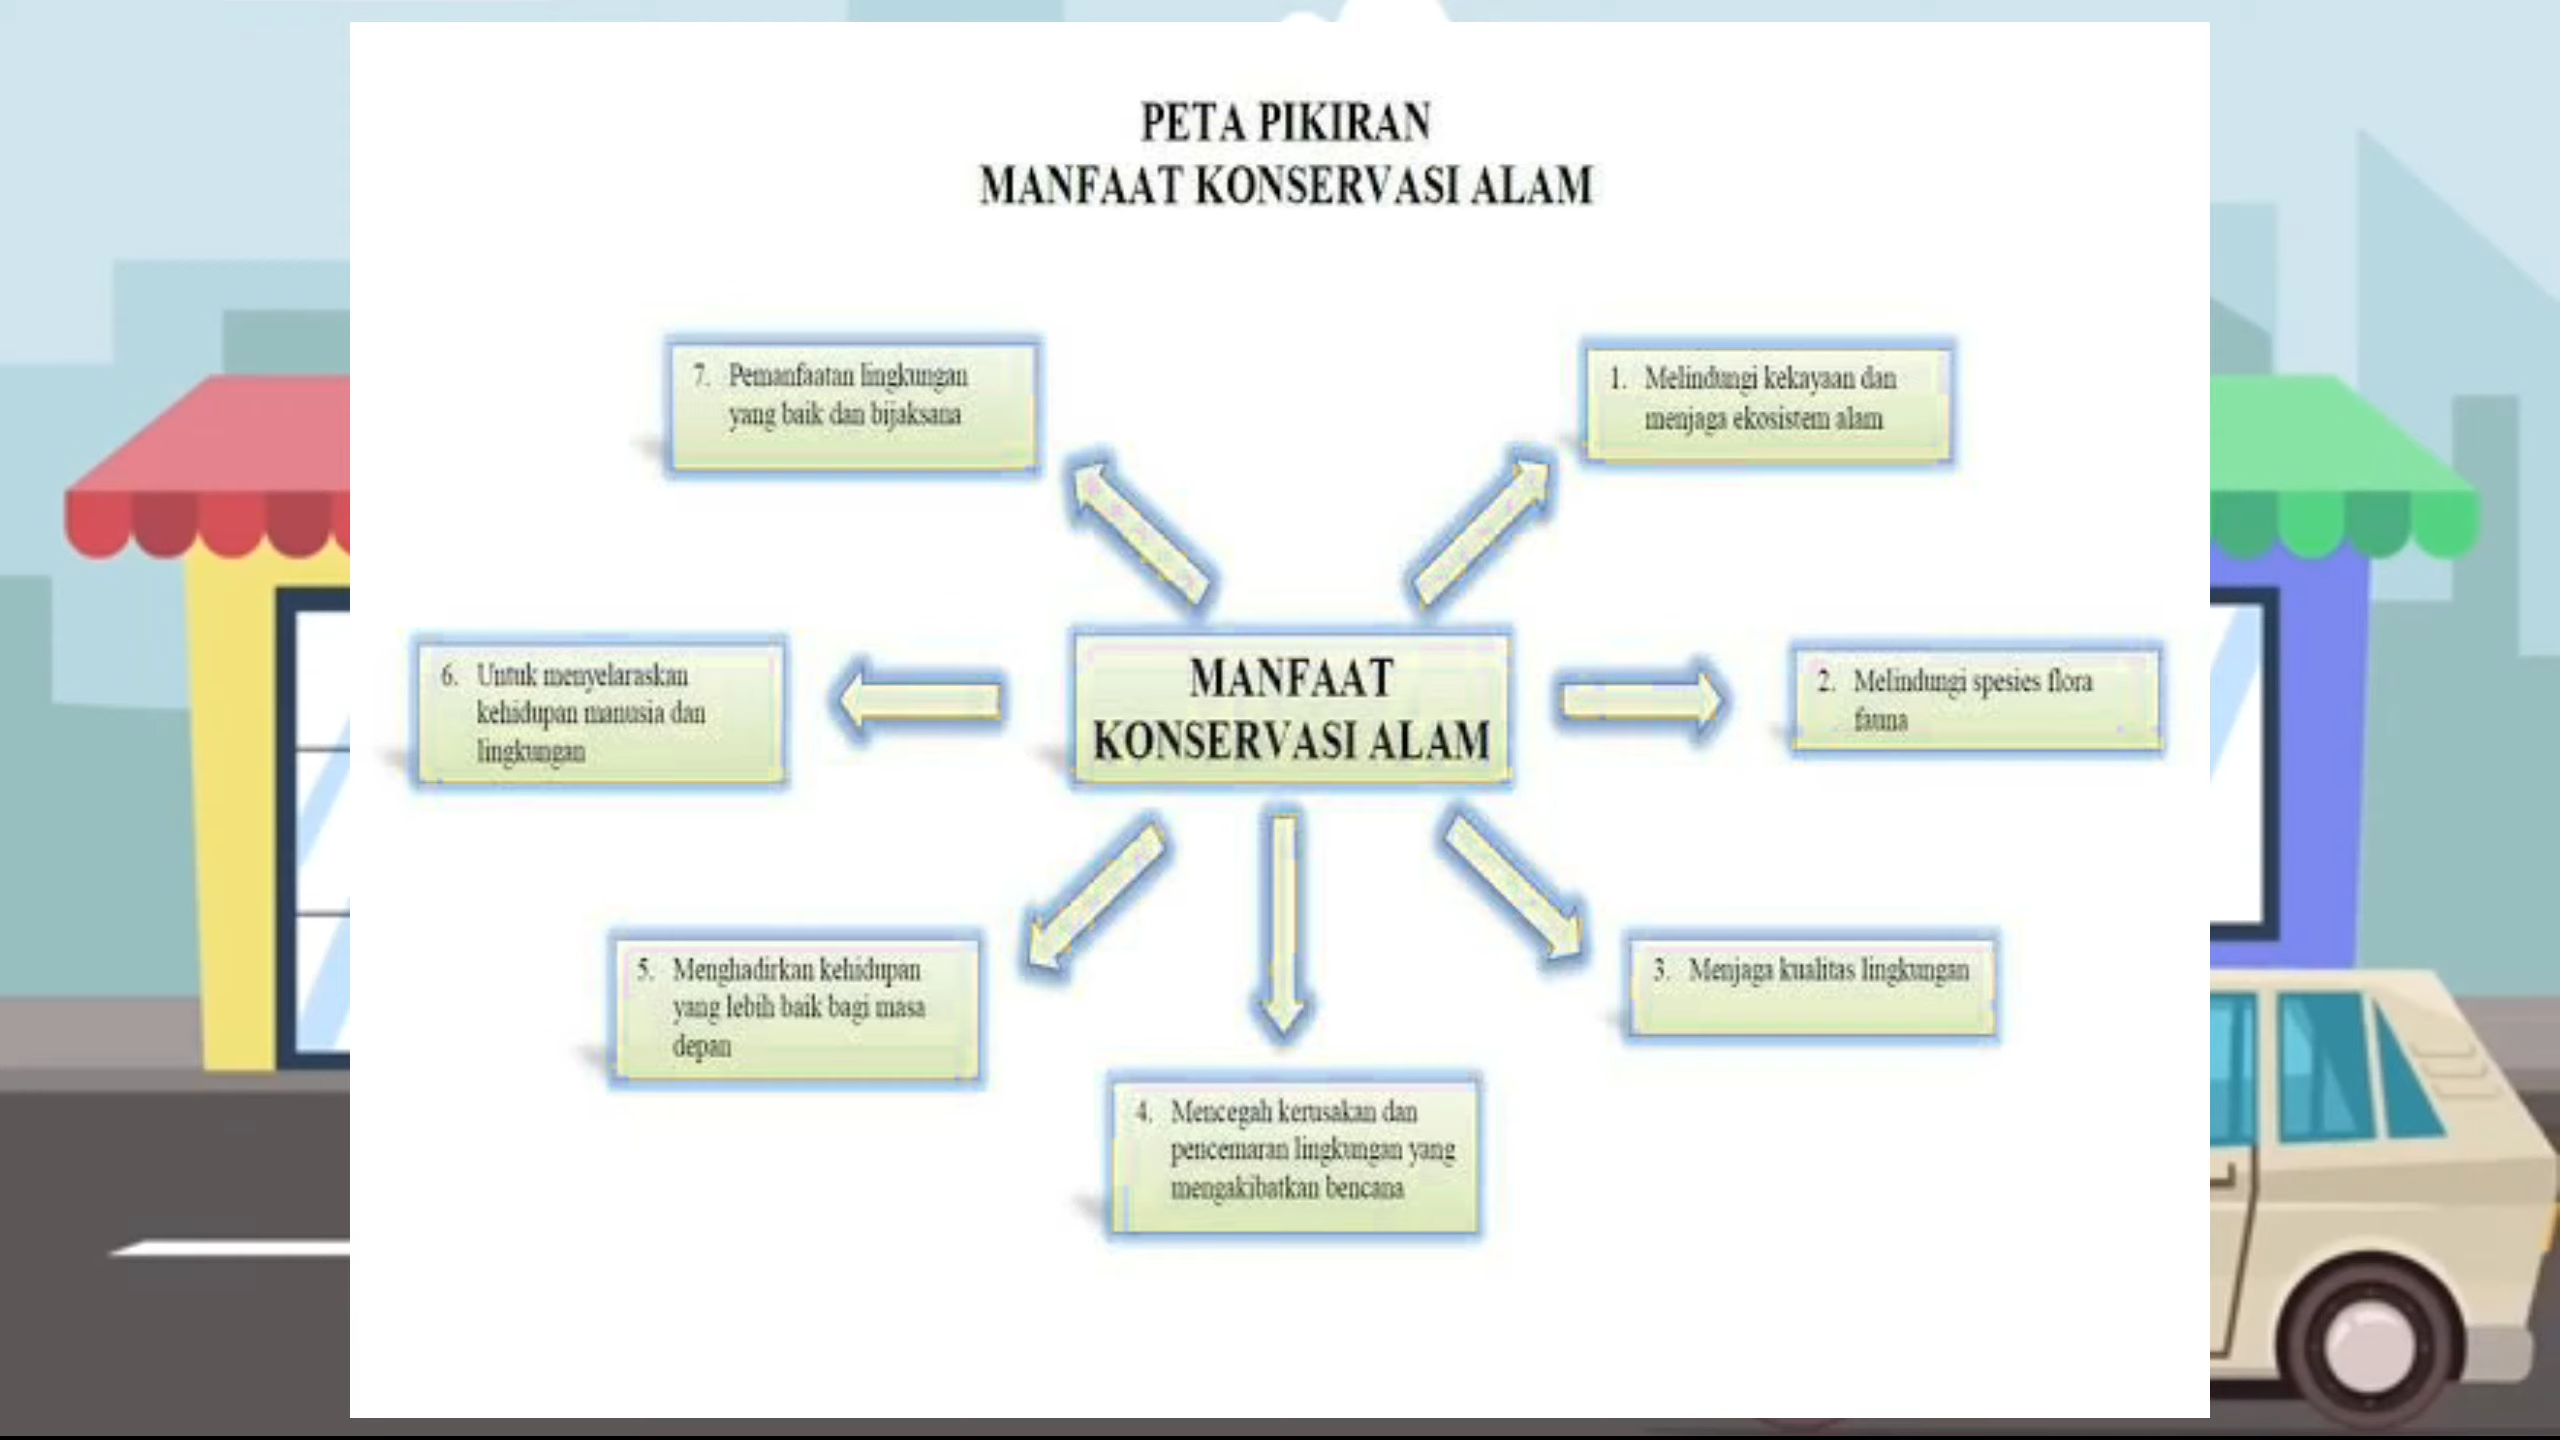 PETA PIKIRAN
MANFAAT KONSERVASI ALAM
7. Pemanfaatan lingkungan
yang baik dan bijaksana
1. Melindungi kekayaan dan
menjaga ekosistem alam
6. Untuk menyelaraskan
kehidupan manusia dan
lingkungan
MANFAAT
KONSERVASI ALAM
2. Melindungi spesies flora
fauna
5. Menghadirkan kehidupan
yang lebih baik bagi masa
depan
3. Menjaga kualitas lingkungan
4. Mencegah kerusakan dan
pencemaran lingkungan yang
mengakibatkan bencana